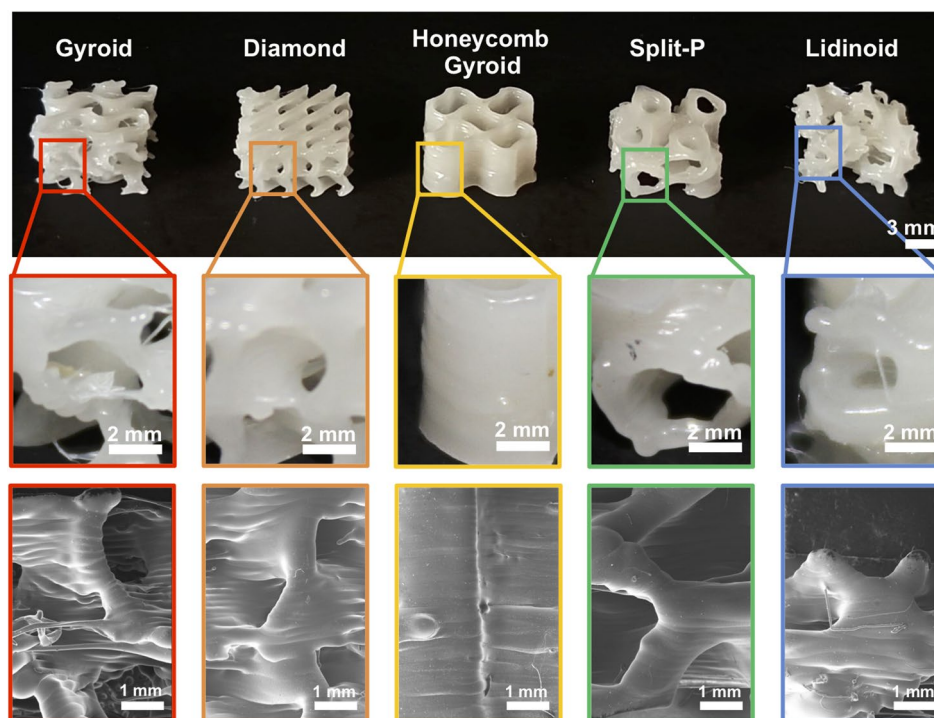 Gyroid
Diamond
Honeycomb
Gyroid
Split-P
Lidinoid
3 mm
2 mm
2 mm
2 mm
2 mm
2 mm
1 mm
1 mm
1 mm
1 mm
1 mm